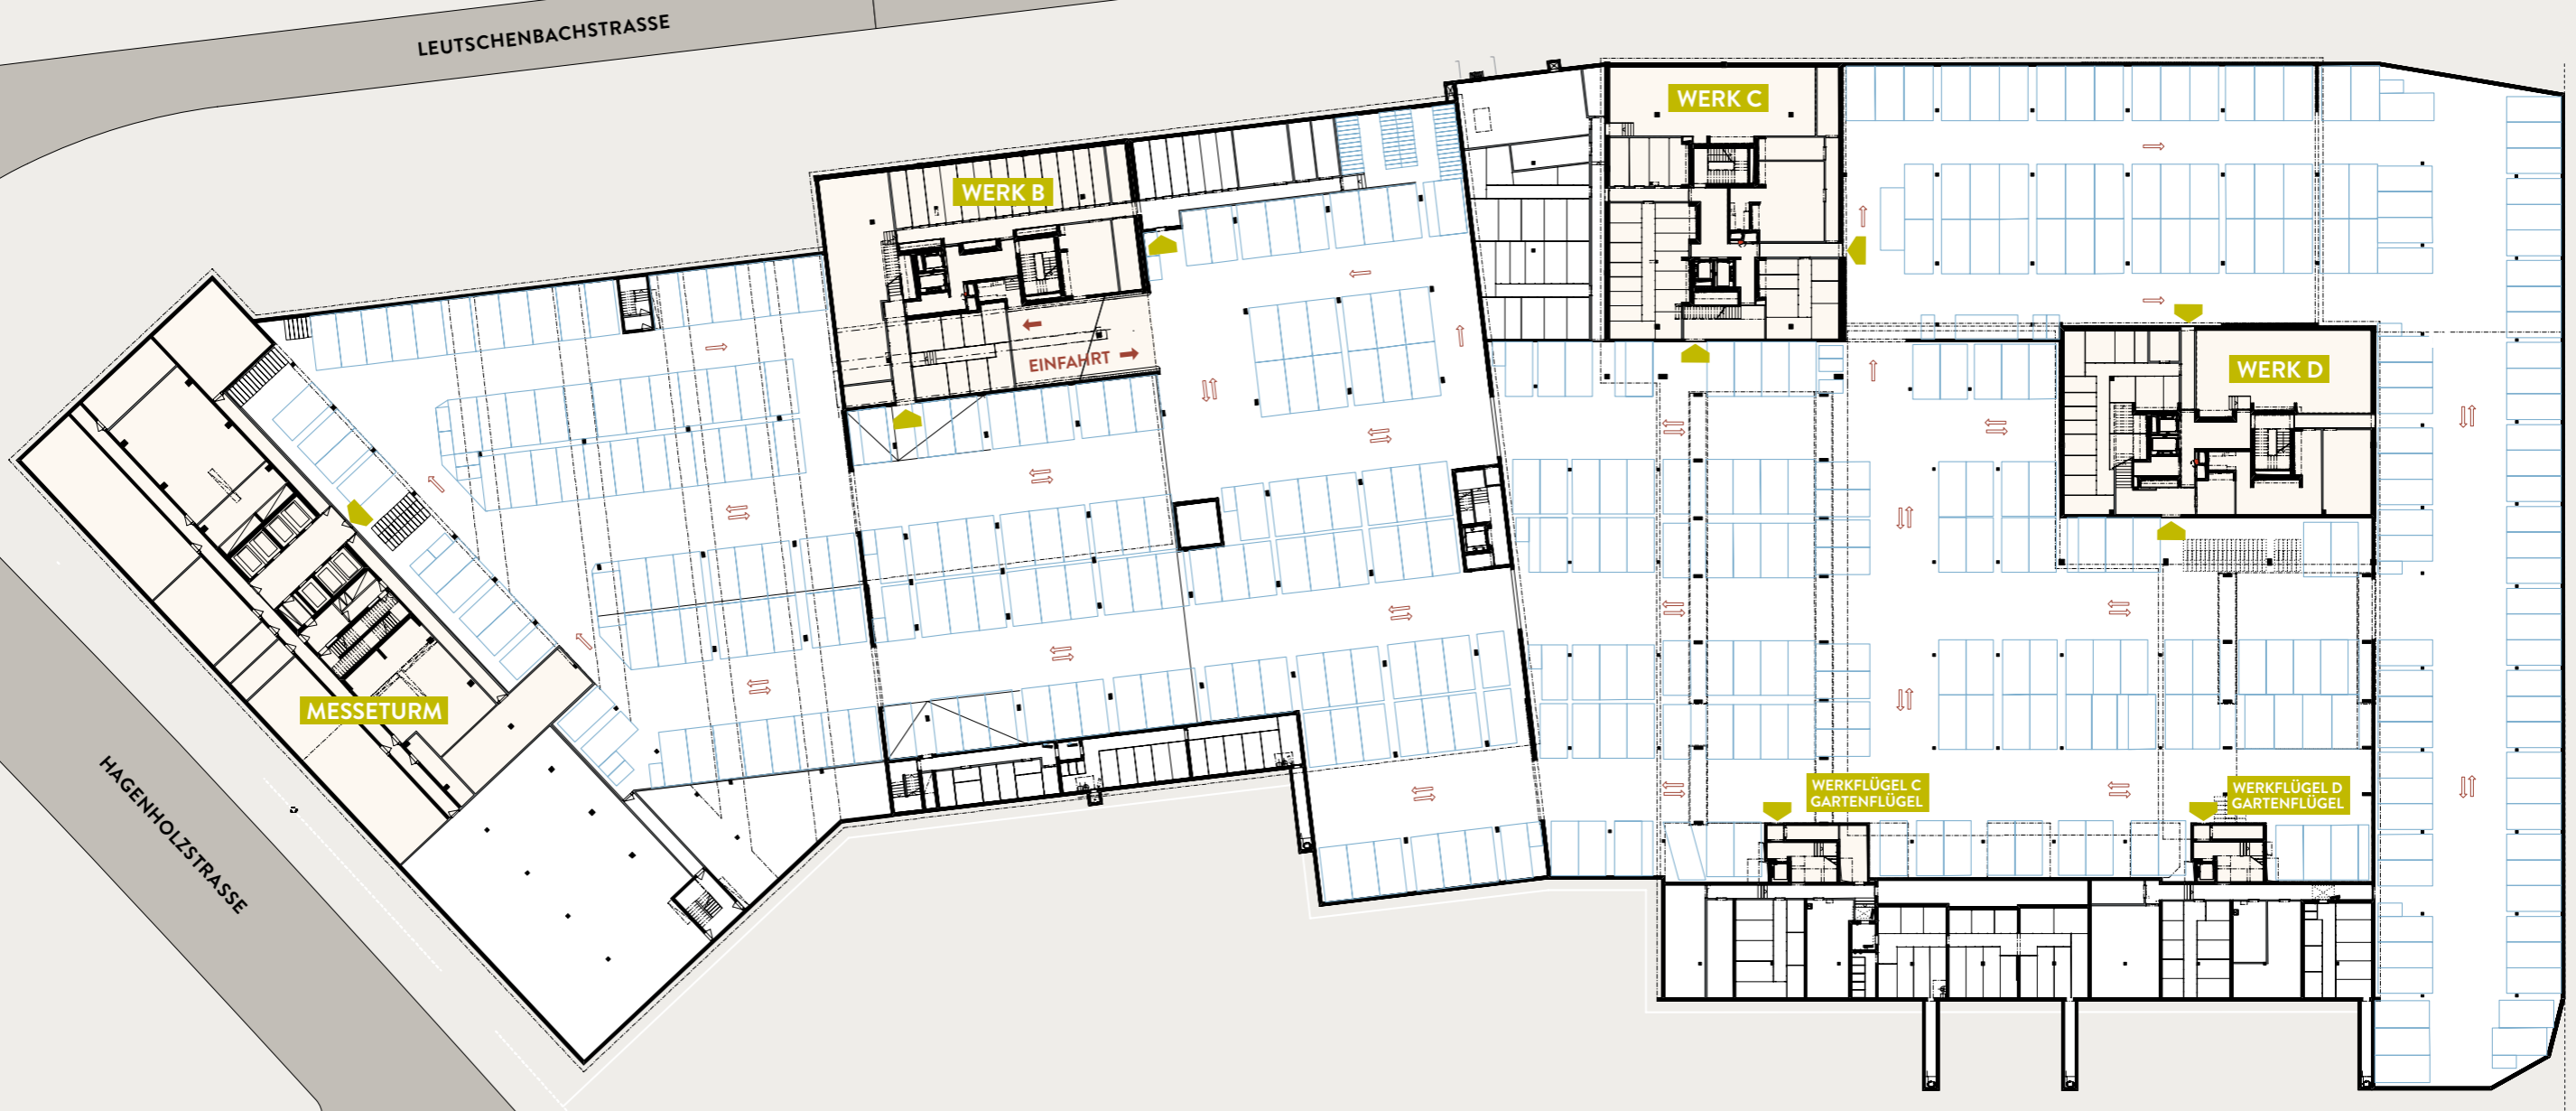 LEUTSCHENBACHSTRASSE
WERK C
WERK B
EINFAHRT
WERK D
MESSETURM
HAGENHOLZSTRASSE
WERKFLÜGEL C
GARTENFLÜGEL
WERKFLÜGEL D
GARTENFLÜGEL